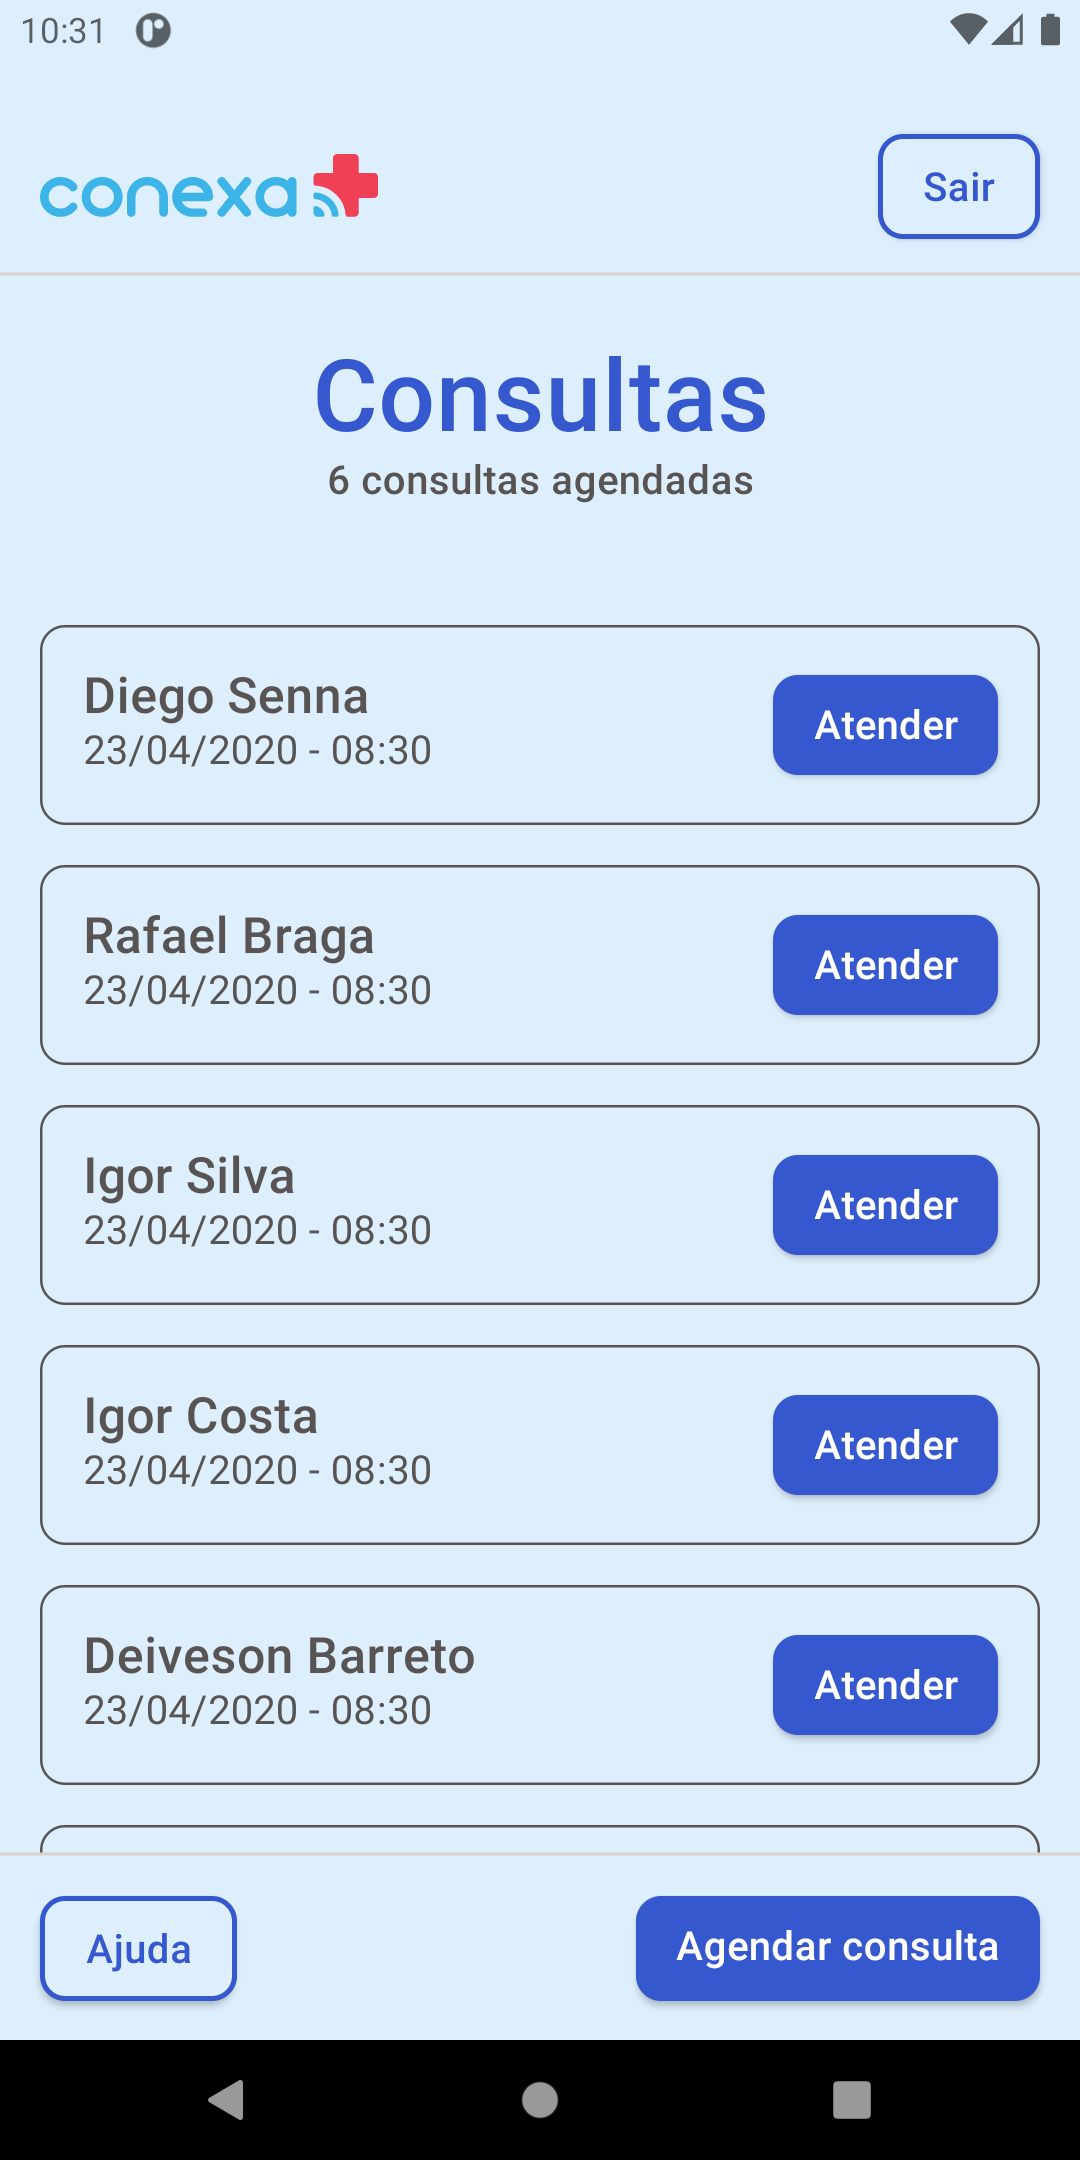 10:31
conexa
Sair
Consultas
6 consultas agendadas
Diego Senna
23/04/2020 - 08:30
Atender
Rafael Braga
23/04/2020 - 08:30
Atender
Igor Silva
23/04/2020 - 08:30
Atender
Igor Costa
23/04/2020 - 08:30
Atender
Deiveson Barreto
23/04/2020 - 08:30
Atender
Ajuda
Agendar consulta